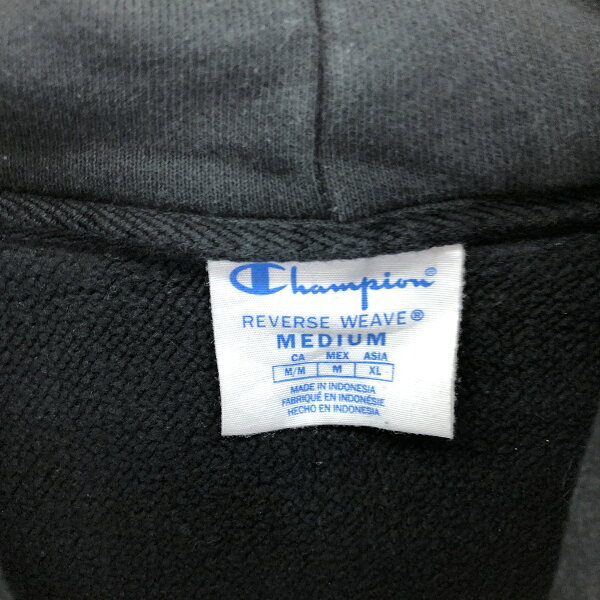 Champion®
REVERSE WEAVE®
MEDIUM
CA MEX ASIA
M/M M XL
MADE IN INDONESIA
FABRIQUÉ EN INDONÉSIE
HECHO EN INDONESIA